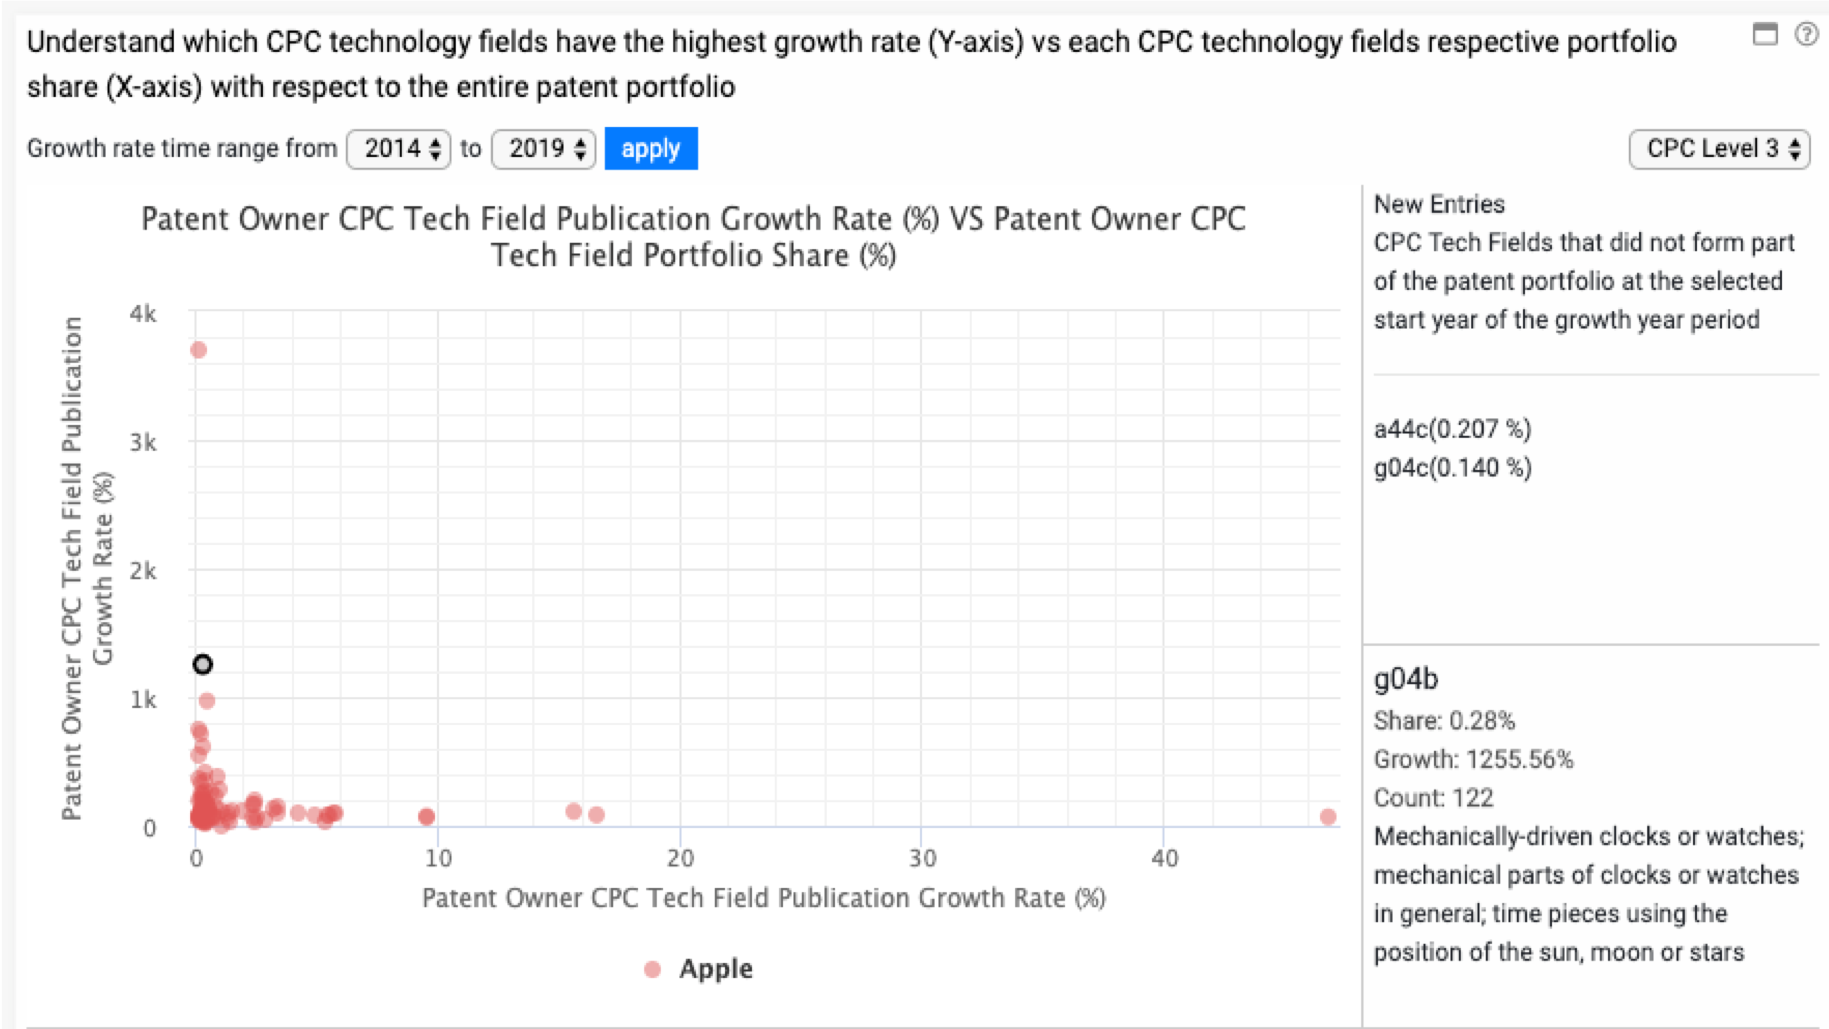 Understand which CPC technology fields have the highest growth rate (Y-axis) vs each CPC technology fields respective portfolio
share (X-axis) with respect to the entire patent portfolio
?
Growth rate time range from 2014 to 2019 apply
CPC Level 3
Patent Owner CPC Tech Field Publication Growth Rate (%) VS Patent Owner CPC
Tech Field Portfolio Share (%)
Patent Owner CPC Tech Field Publication
Growth Rate (%)
4k
3k
2k
1k
0
0 10 20 30 40
Patent Owner CPC Tech Field Publication Growth Rate (%)
Apple
New Entries
CPC Tech Fields that did not form part
of the patent portfolio at the selected
start year of the growth year period
a44c(0.207 %)
g04c(0.140 %)
g04b
Share: 0.28%
Growth: 1255.56%
Count: 122
Mechanically-driven clocks or watches;
mechanical parts of clocks or watches
in general; time pieces using the
position of the sun, moon or stars